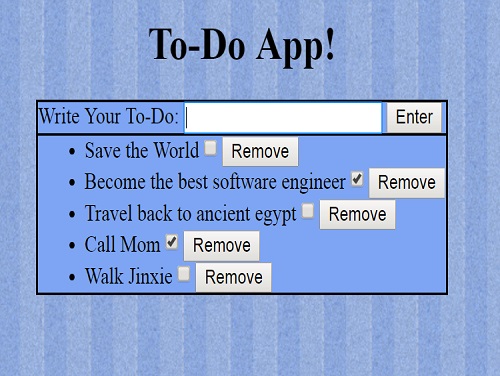 To-Do App!
Write Your To-Do: Enter
Save the World Remove
Become the best software engineer Remove
Travel back to ancient egypt Remove
Call Mom Remove
Walk Jinxie Remove